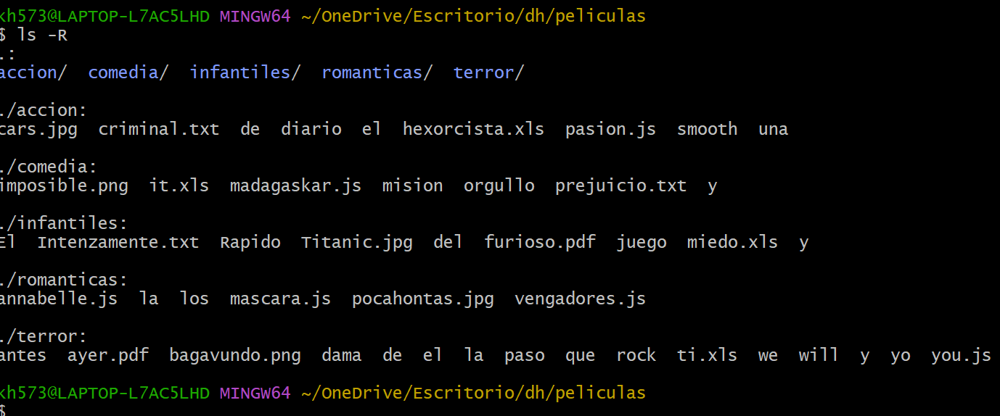 kh573@LAPTOP-L7AC5LHD MINGW64 ~/OneDrive/Escritorio/dh/peliculas
$ ls -R
.:
accion/  comedia/  infantiles/  romanticas/  terror/
./accion:
cars.jpg  criminal.txt  de  diario  el  hexorcista.xls  pasion.js  smooth  una
./comedia:
imposible.png  it.xls  madagaskar.js  mision  orgullo  prejuicio.txt  y
./infantiles:
El  Intenzamente.txt  Rapido  Titanic.jpg  del  furioso.pdf  juego  miedo.xls  y
./romanticas:
annabelle.js  la  los  mascara.js  pocahontas.jpg  vengadores.js
./terror:
antes  ayer.pdf  bagavundo.png  dama  de  el  la  paso  que  rock  ti.xls  we  will  y  yo  you.js
kh573@LAPTOP-L7AC5LHD MINGW64 ~/OneDrive/Escritorio/dh/peliculas
$